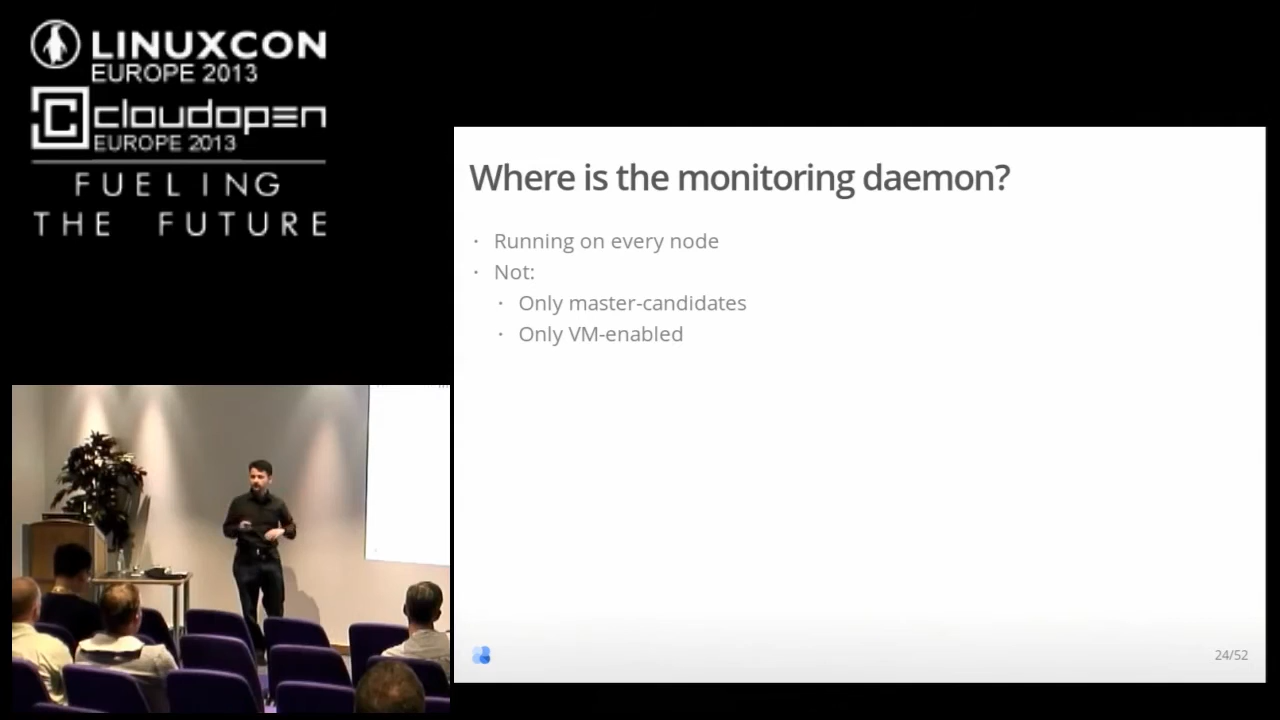 LINUXCON
EUROPE 2013
cloudopen
EUROPE 2013
FUELING
THE FUTURE
Where is the monitoring daemon?
· Running on every node
· Not:
· Only master-candidates
· Only VM-enabled
24/52